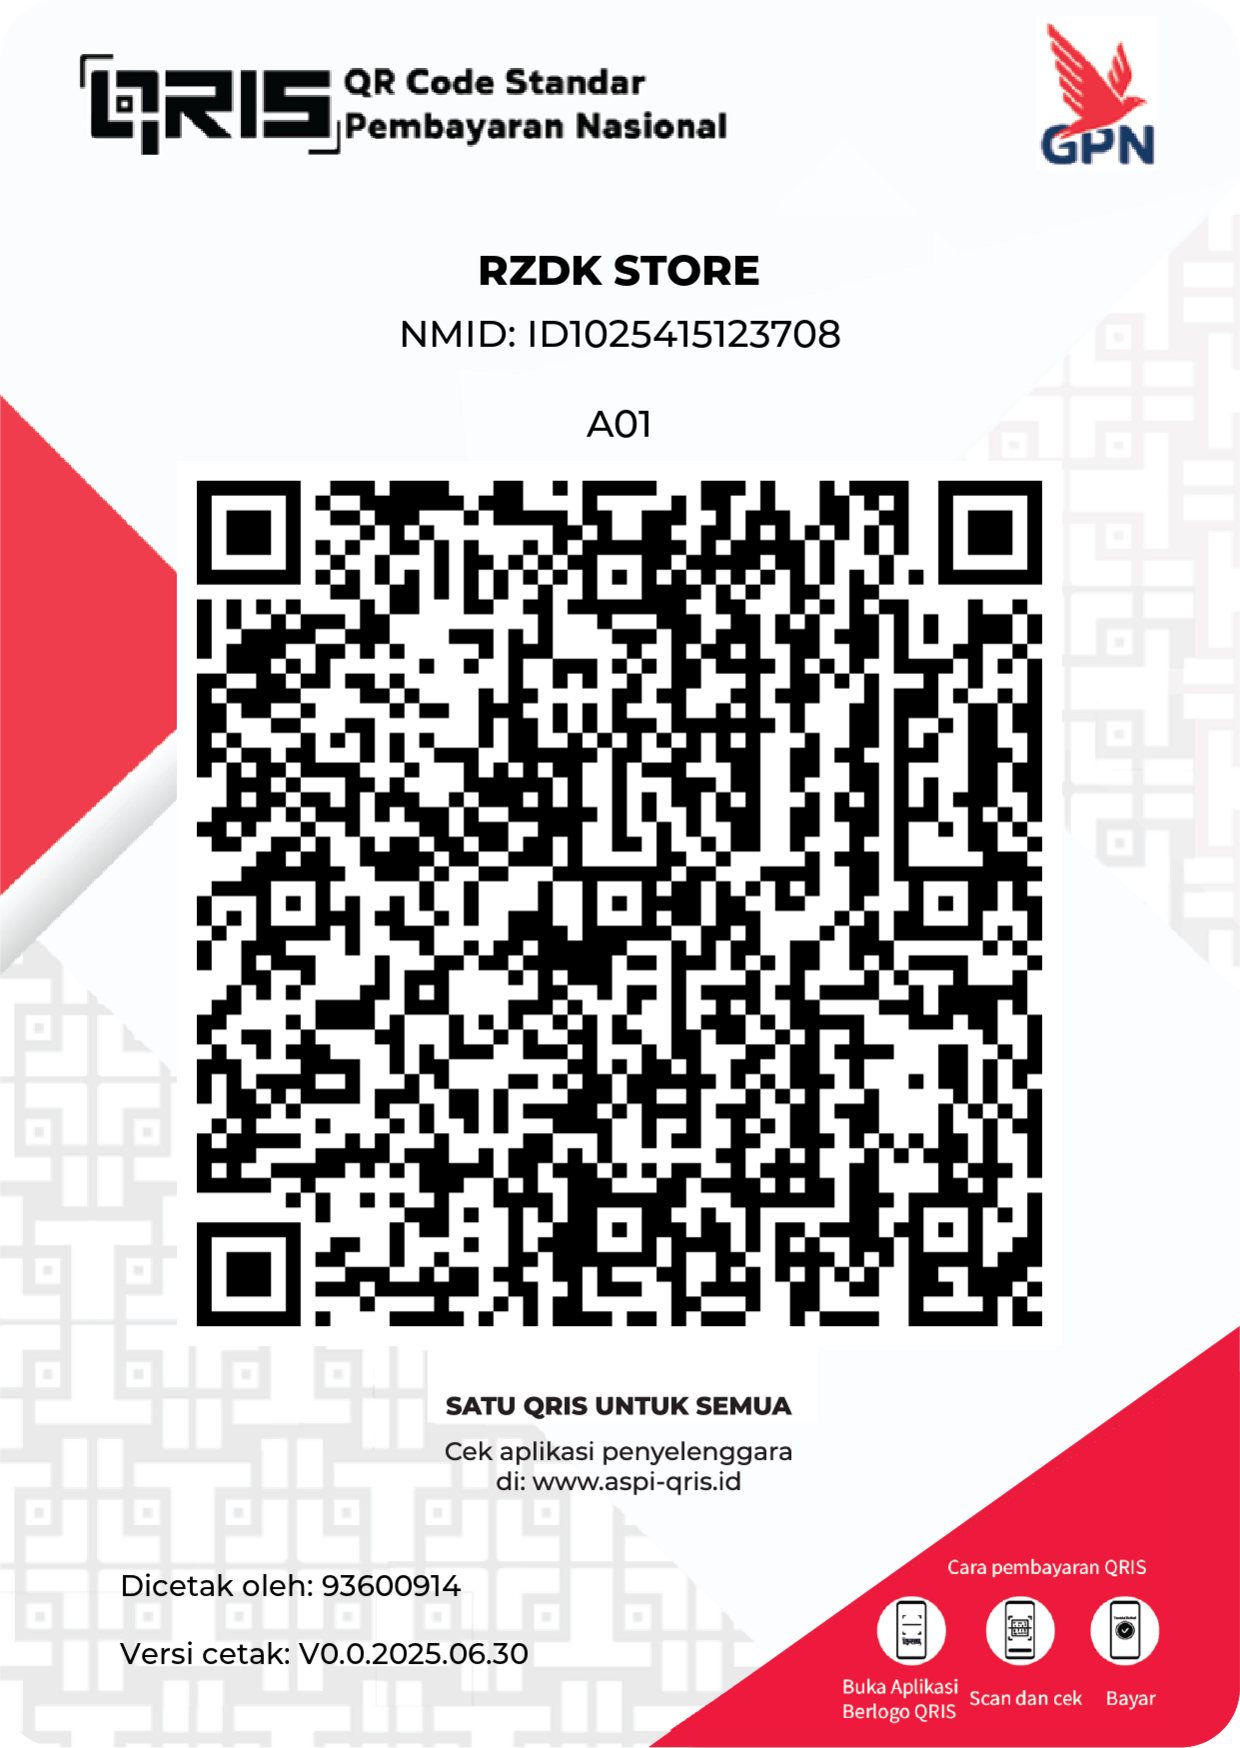 QRIS
QR Code Standar
Pembayaran Nasional
GPN
RZDK STORE
NMID: ID1025415123708
A01
SATU QRIS UNTUK SEMUA
Cek aplikasi penyelenggara
di: www.aspi-qris.id
Dicetak oleh: 93600914
Versi cetak: V0.0.2025.06.30
Cara pembayaran QRIS
Buka Aplikasi
Berlogo QRIS
Scan dan cek
Bayar